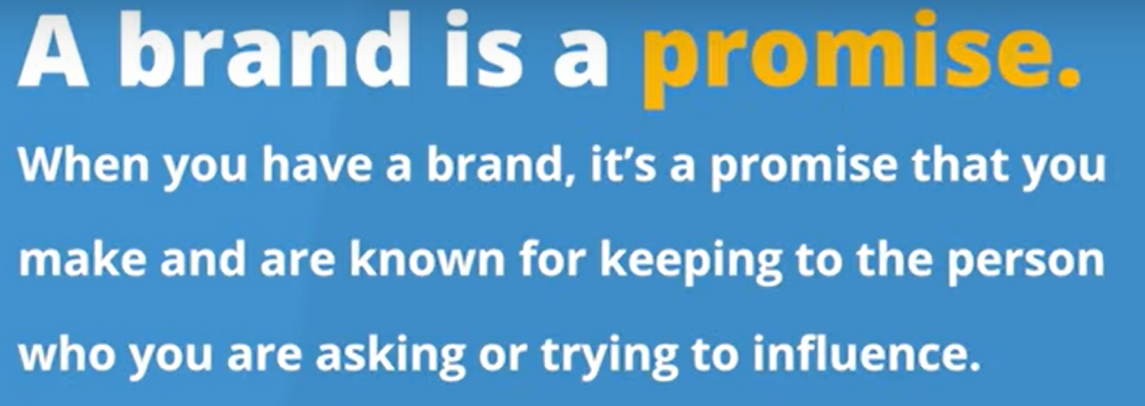 A brand is a promise.
When you have a brand, it’s a promise that you
make and are known for keeping to the person
who you are asking or trying to influence.